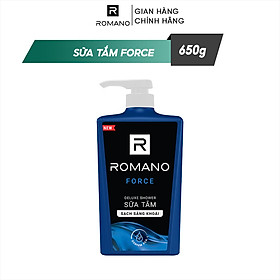 R
ROMANO
GIAN HÀNG
CHÍNH HÃNG
SỮA TẮM FORCE
650g
NEW
R
ROMANO
FORCE
DELUXE SHOWER
SỮA TẮM
SẠCH SẢNG KHOÁI